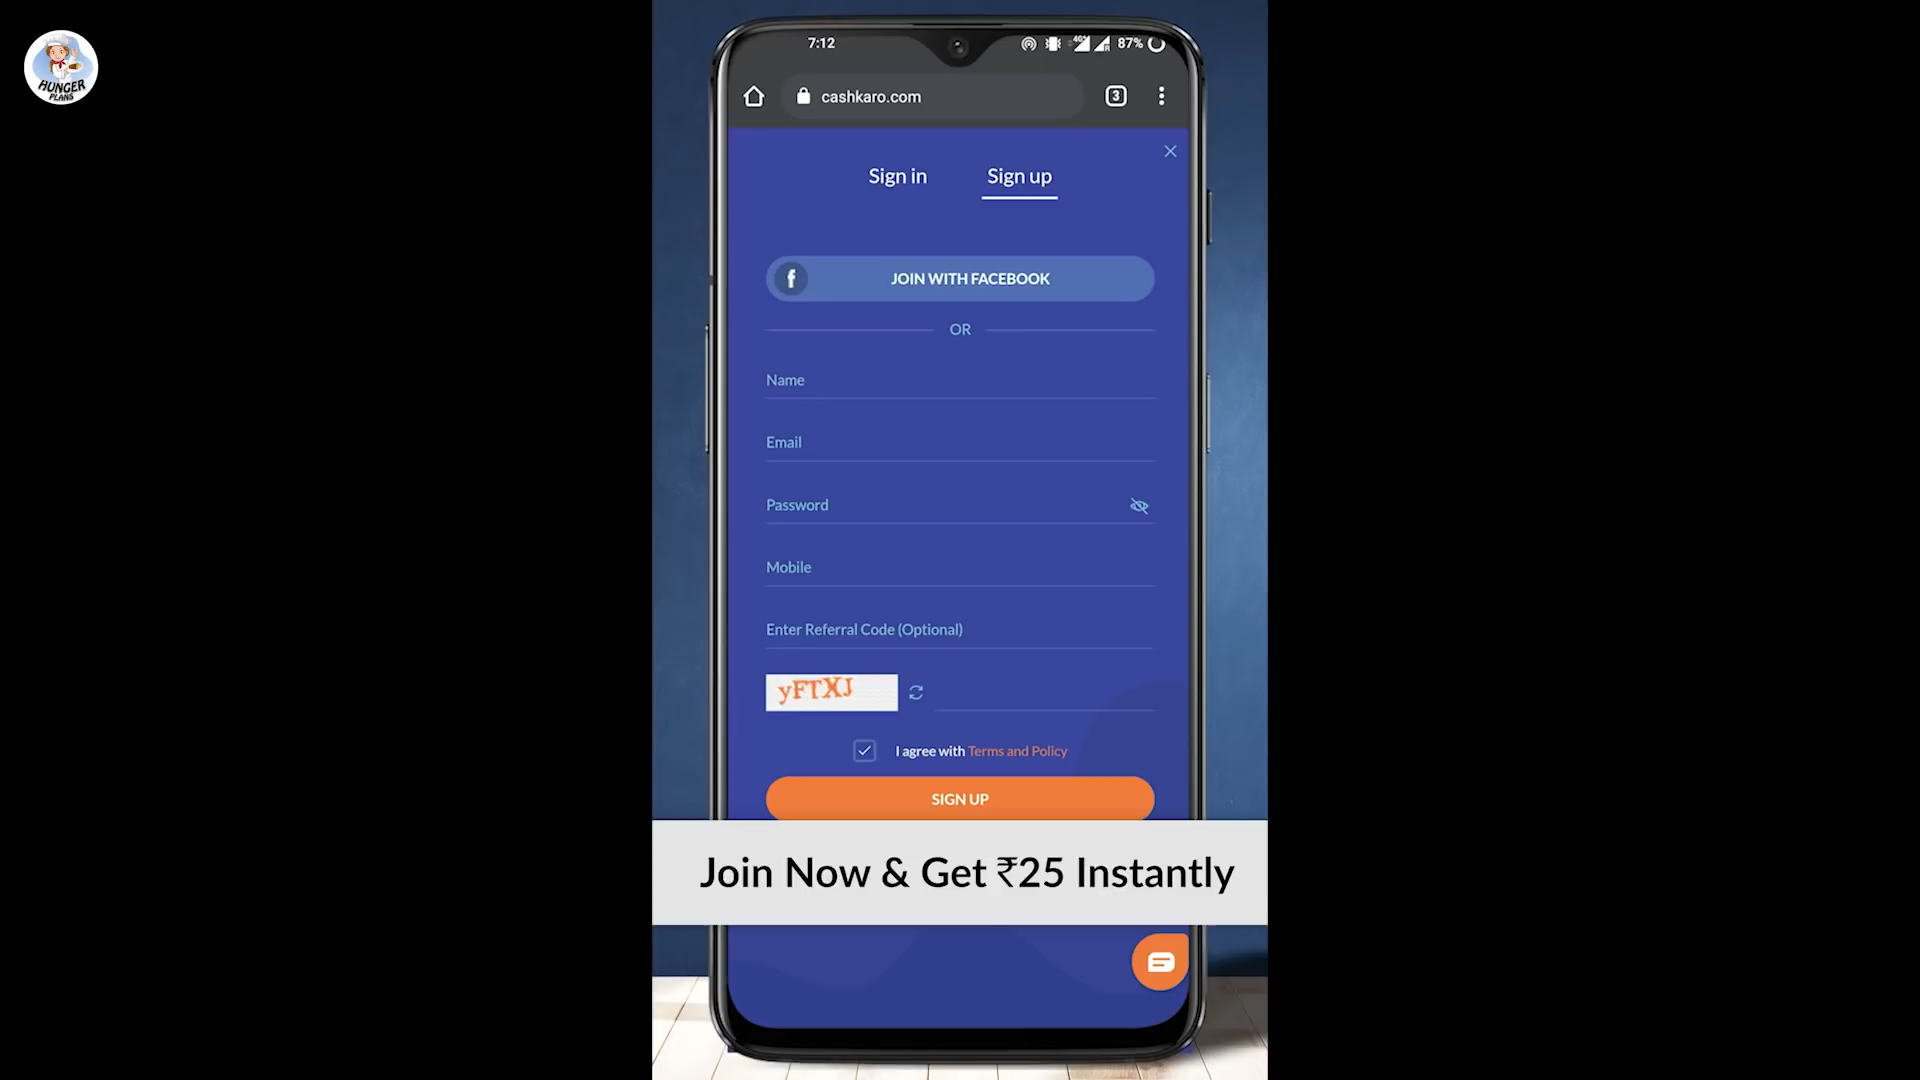 HUNGER
PLANS
7:12
4G+
87%
cashkaro.com
3
Sign in
Sign up
f
JOIN WITH FACEBOOK
OR
Name
Email
Password
Mobile
Enter Referral Code (Optional)
yFTXJ
I agree with Terms and Policy
SIGN UP
Join Now & Get ₹25 Instantly